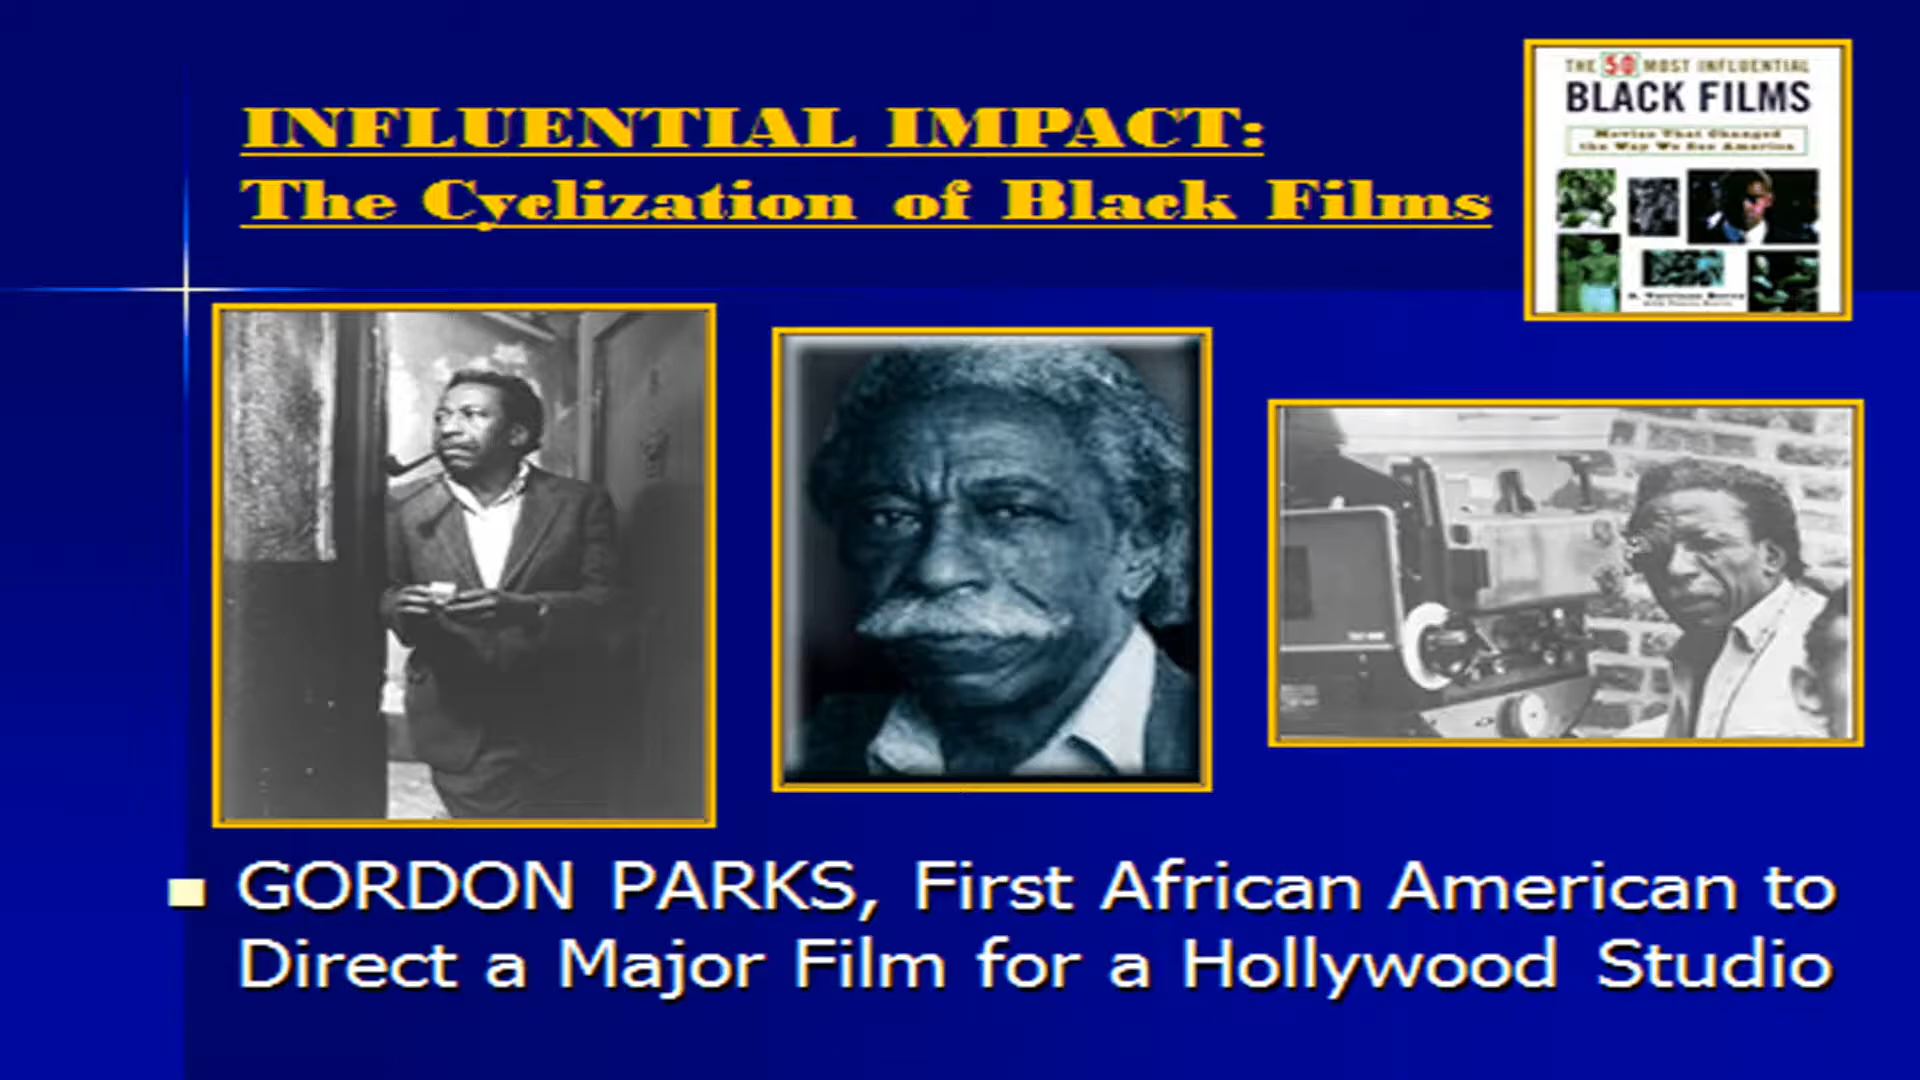 INFLUENTIAL IMPACT:
The Cyclization of Black Films
THE 50 MOST INFLUENTIAL
BLACK FILMS
Movies That Changed
the Way We See America
GORDON PARKS, First African American to
Direct a Major Film for a Hollywood Studio